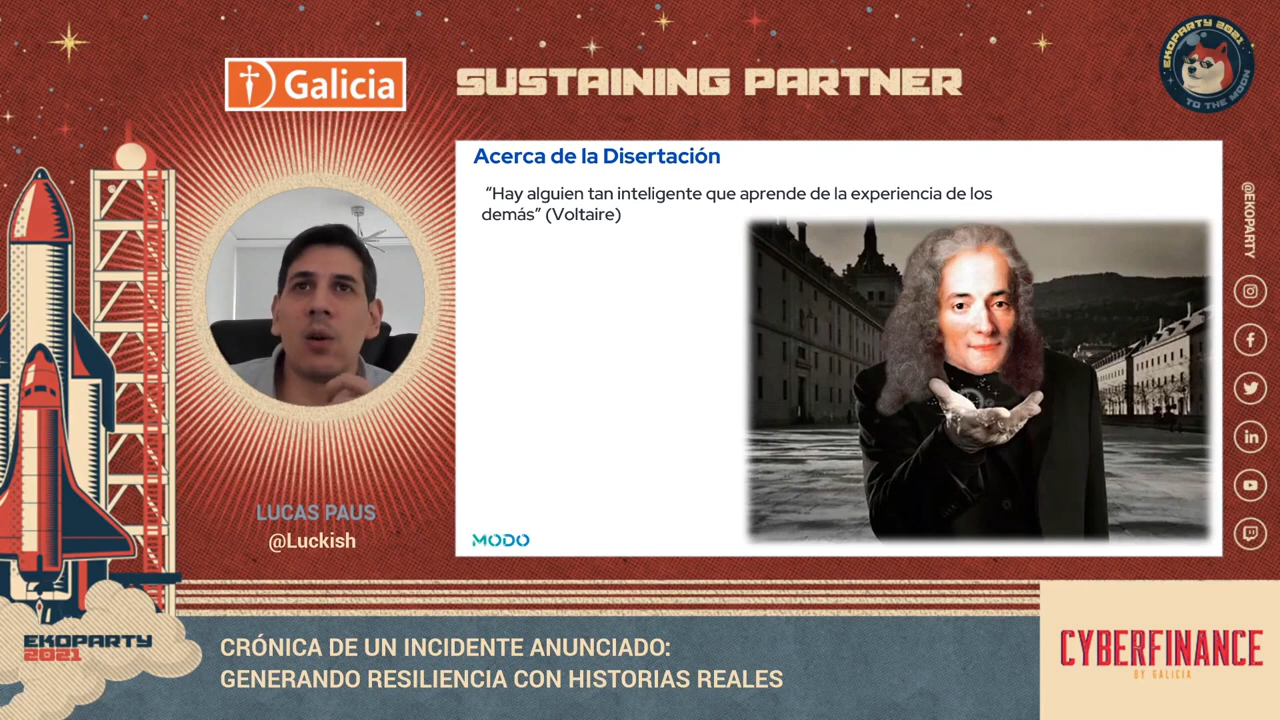 Galicia
SUSTAINING PARTNER
EKOPARTY 2021
TO THE MOON
Acerca de la Disertación
“Hay alguien tan inteligente que aprende de la experiencia de los
demás” (Voltaire)
@EKOPARTY
MODO
LUCAS PAUS
@Luckish
EKOPARTY
2021
CRÓNICA DE UN INCIDENTE ANUNCIADO:
GENERANDO RESILIENCIA CON HISTORIAS REALES
CYBERFINANCE
BY GALICIA